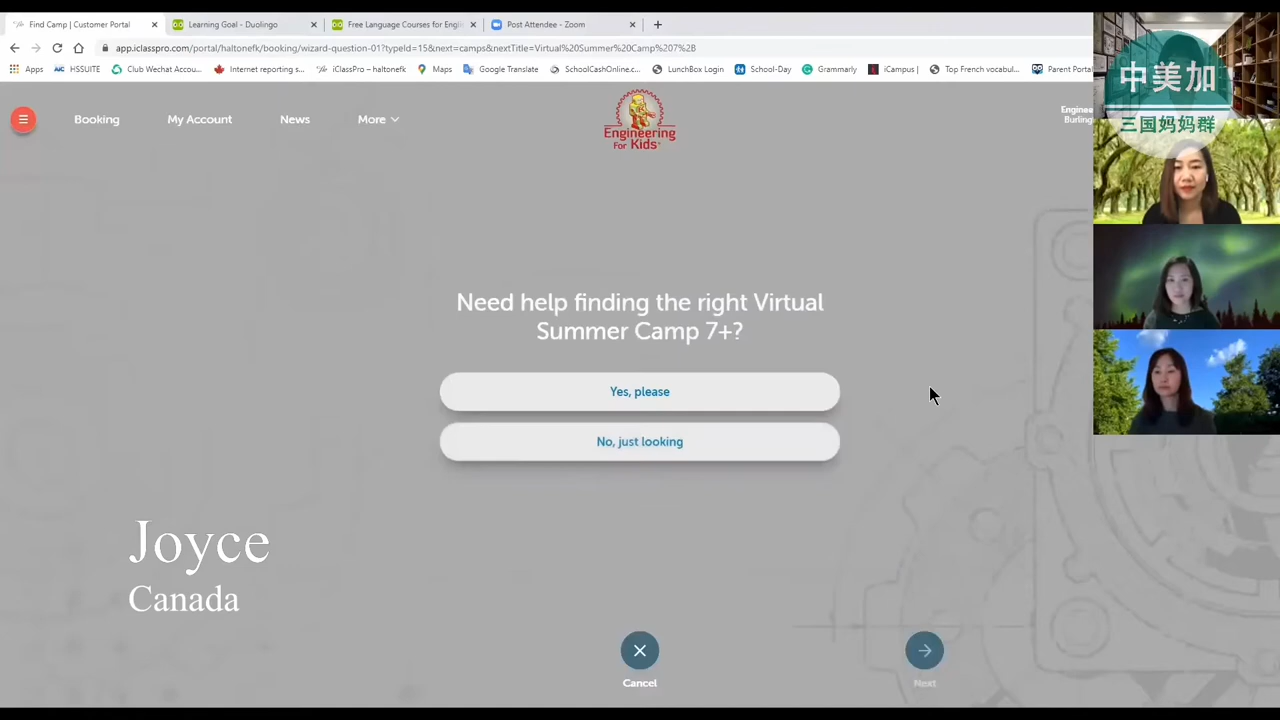 Find Camp | Customer Portal
Learning Goal - Duolingo
Free Language Courses for Engli
Post Attendee - Zoom
app.iclasspro.com/portal/haltonefk/booking/wizard-question-01?typeId=15&next=camps&nextTitle=Virtual%20Summer%20Camp%207%2B
Apps
HSSUITE
Club Wechat Accou...
Internet reporting s...
iClassPro – haltonefk
Maps
Google Translate
SchoolCashOnline.c...
LunchBox Login
School-Day
Grammarly
iCampus |
Top French vocabul...
Parent Portal
中美加
三国妈妈群
Booking
My Account
News
More
Engineering
For Kids
Engine
Burling
Need help finding the right Virtual
Summer Camp 7+?
Yes, please
No, just looking
Joyce
Canada
Cancel
Next